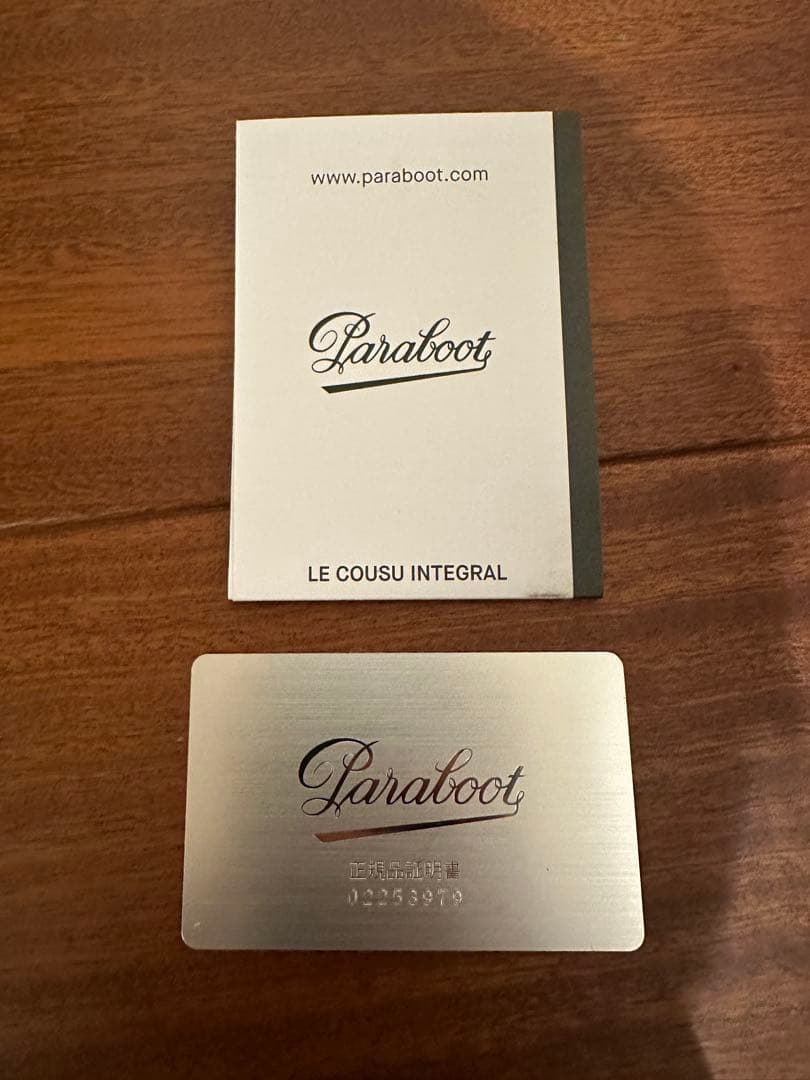 www.paraboot.com
Paraboot
LE COUSU INTEGRAL
Paraboot
正規品証明書
02253979